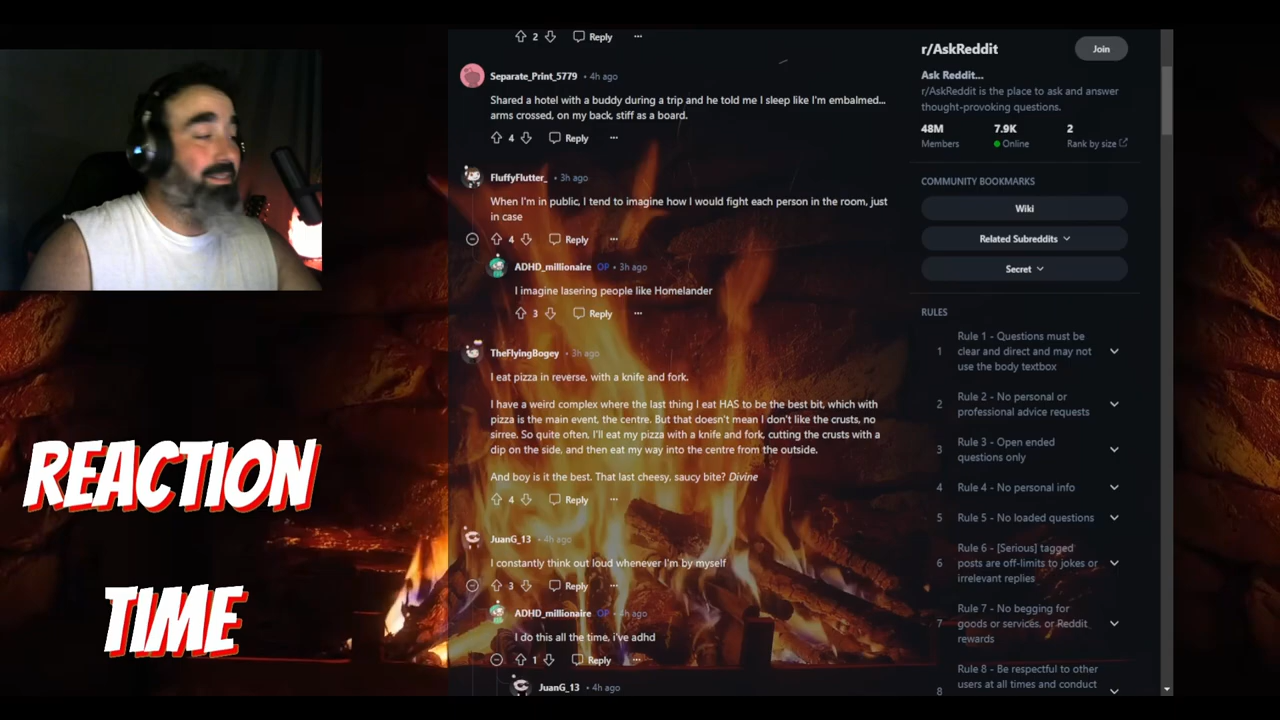 2 Reply ...
Separate_Print_5779 • 4h ago
Shared a hotel with a buddy during a trip and he told me I sleep like I'm embalmed...
arms crossed, on my back, stiff as a board.
4 Reply ...
FluffyFlutter_ • 3h ago
When I'm in public, I tend to imagine how I would fight each person in the room, just
in case
4 Reply ...
ADHD_millionaire OP • 3h ago
I imagine lasering people like Homelander
3 Reply ...
TheFlyingBogey • 3h ago
I eat pizza in reverse, with a knife and fork.
I have a weird complex where the last thing I eat HAS to be the best bit, which with
pizza is the main event, the centre. But that doesn't mean I don't like the crusts, no
sirree. So quite often, I'll eat my pizza with a knife and fork, cutting the crusts with a
dip on the side, and then eat my way into the centre from the outside.
And boy is it the best. That last cheesy, saucy bite? Divine
4 Reply ...
JuanG_13 • 4h ago
I constantly think out loud whenever I'm by myself
3 Reply ...
ADHD_millionaire OP • 4h ago
I do this all the time, i've adhd
1 Reply ...
JuanG_13 • 4h ago
r/AskReddit
Join
Ask Reddit...
r/AskReddit is the place to ask and answer
thought-provoking questions.
48M 7.9K 2
Members Online Rank by size
COMMUNITY BOOKMARKS
Wiki
Related Subreddits
Secret
RULES
1 Rule 1 - Questions must be
clear and direct and may not
use the body textbox
2 Rule 2 - No personal or
professional advice requests
3 Rule 3 - Open ended
questions only
4 Rule 4 - No personal info
5 Rule 5 - No loaded questions
6 Rule 6 - [Serious] tagged
posts are off-limits to jokes or
irrelevant replies
7 Rule 7 - No begging for
goods or services, or Reddit
rewards
8 Rule 8 - Be respectful to other
users at all times and conduct
REACTION
TIME